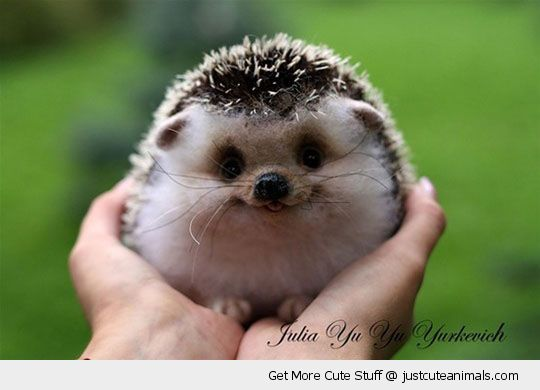 Julia Yu Yu Yurkevich
Get More Cute Stuff @ justcuteanimals.com